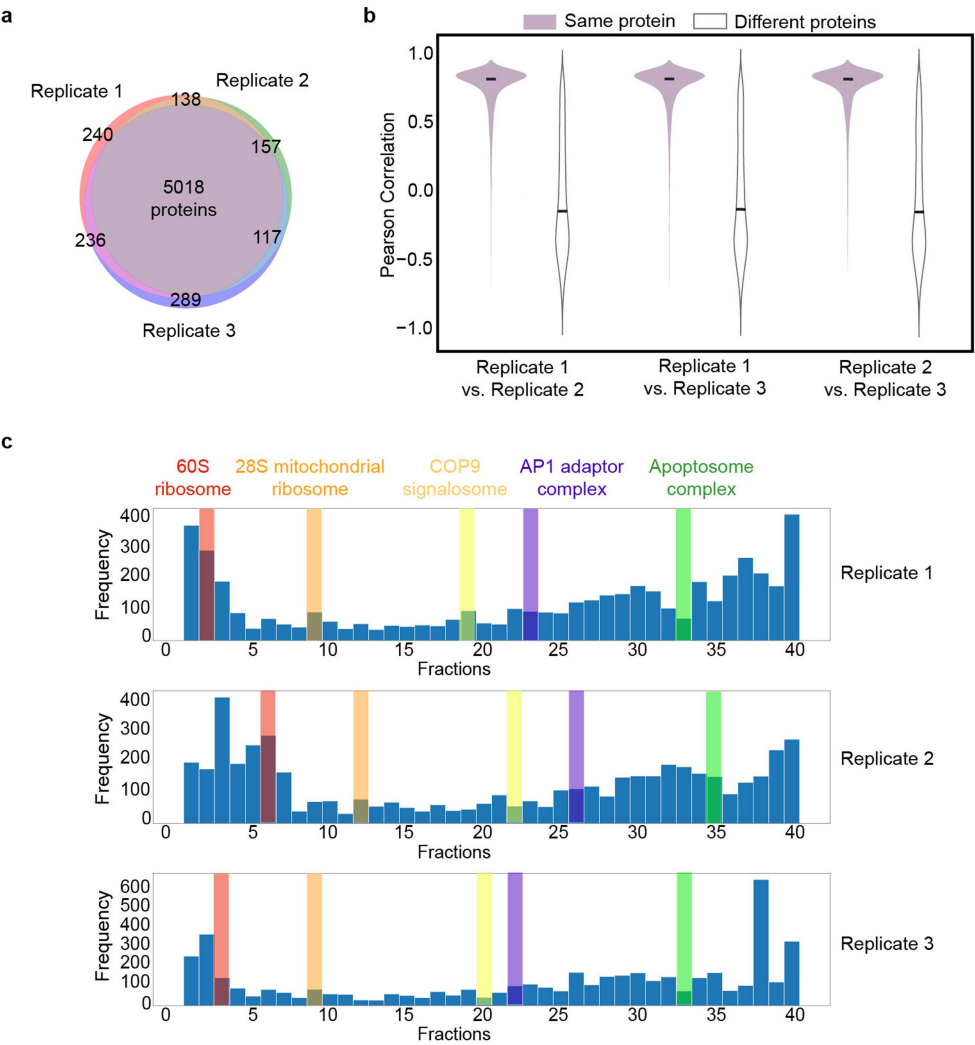 a
Replicate 1
Replicate 2
138
240
157
5018
proteins
236
117
289
Replicate 3
b
Same protein
Different proteins
Pearson Correlation
1.0
0.5
0.0
−0.5
−1.0
Replicate 1
vs. Replicate 2
Replicate 1
vs. Replicate 3
Replicate 2
vs. Replicate 3
c
60S
ribosome
28S mitochondrial
ribosome
COP9
signalosome
AP1 adaptor
complex
Apoptosome
complex
Frequency
400
300
200
100
0
0 5 10 15 20 25 30 35 40
Fractions
Replicate 1
Frequency
400
300
200
100
0
0 5 10 15 20 25 30 35 40
Fractions
Replicate 2
Frequency
600
500
400
300
200
100
0
0 5 10 15 20 25 30 35 40
Fractions
Replicate 3